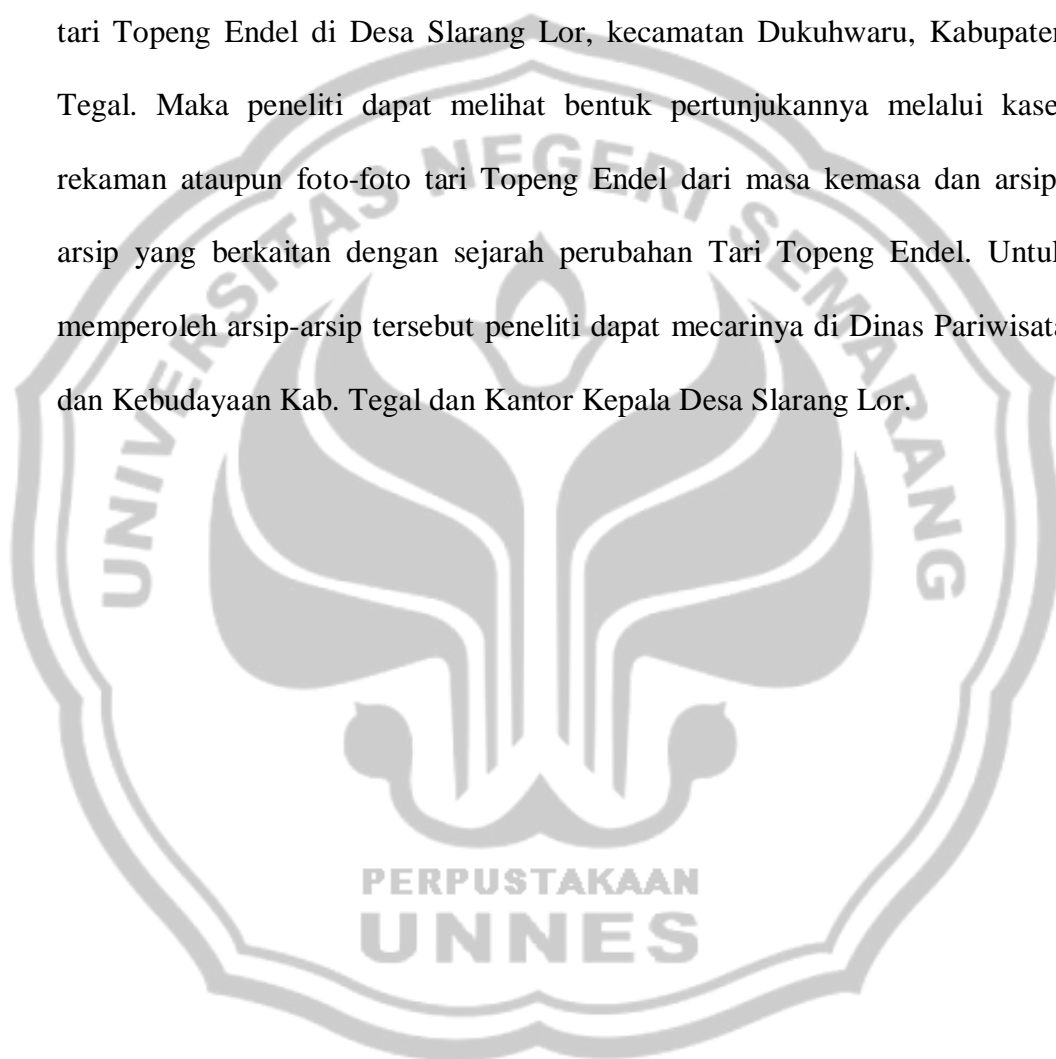 tari Topeng Endel di Desa Slarang Lor, kecamatan Dukuhwaru, Kabupaten
Tegal. Maka peneliti dapat melihat bentuk pertunjukannya melalui kase
rekaman ataupun foto-foto tari Topeng Endel dari masa kemasa dan arsip
arsip yang berkaitan dengan sejarah perubahan Tari Topeng Endel. Untuk
memperoleh arsip-arsip tersebut peneliti dapat mecarinya di Dinas Pariwisata
dan Kebudayaan Kab. Tegal dan Kantor Kepala Desa Slarang Lor.
UNIVERSITAS NEGERI SEMARANG
PERPUSTAKAAN
UNNES